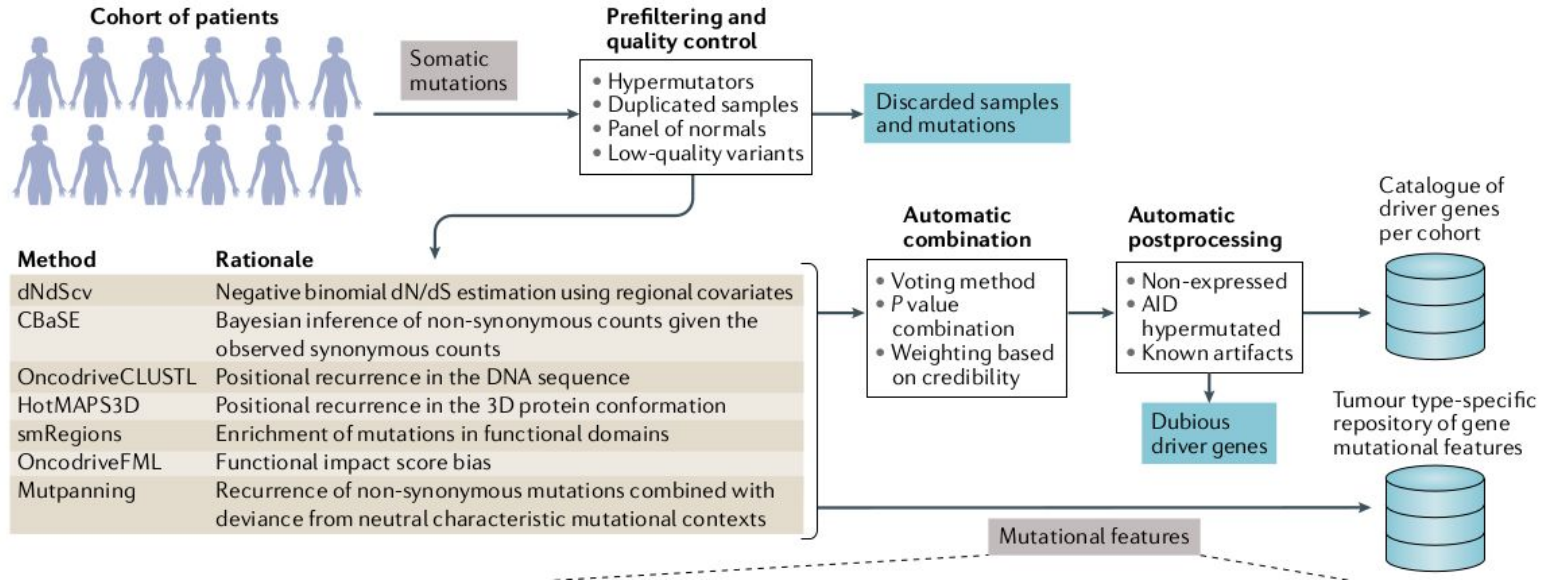 Cohort of patients
Somatic
mutations
Prefiltering and
quality control
• Hypermutators
• Duplicated samples
• Panel of normals
• Low-quality variants
Discarded samples
and mutations
Method Rationale
dNdScv Negative binomial dN/dS estimation using regional covariates
CBaSE Bayesian inference of non-synonymous counts given the
observed synonymous counts
OncodriveCLUSTL Positional recurrence in the DNA sequence
HotMAPS3D Positional recurrence in the 3D protein conformation
smRegions Enrichment of mutations in functional domains
OncodriveFML Functional impact score bias
Mutpanning Recurrence of non-synonymous mutations combined with
deviance from neutral characteristic mutational contexts
Automatic
combination
• Voting method
• P value
combination
• Weighting based
on credibility
Automatic
postprocessing
• Non-expressed
• AID
hypermutated
• Known artifacts
Dubious
driver genes
Catalogue of
driver genes
per cohort
Tumour type-specific
repository of gene
mutational features
Mutational features